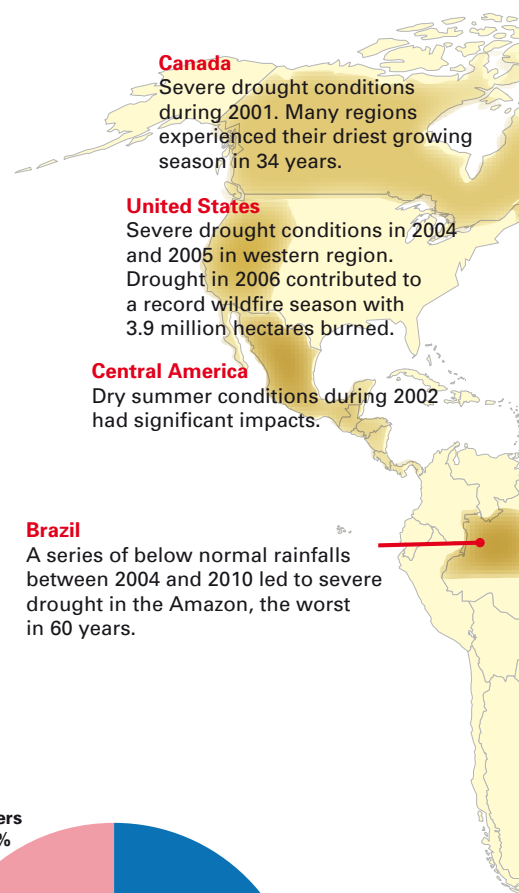 Canada
Severe drought conditions
during 2001. Many regions
experienced their driest growing
season in 34 years.
United States
Severe drought conditions in 2004
and 2005 in western region.
Drought in 2006 contributed to
a record wildfire season with
3.9 million hectares burned.
Central America
Dry summer conditions during 2002
had significant impacts.
Brazil
A series of below normal rainfalls
between 2004 and 2010 led to severe
drought in the Amazon, the worst
in 60 years.
ers
%